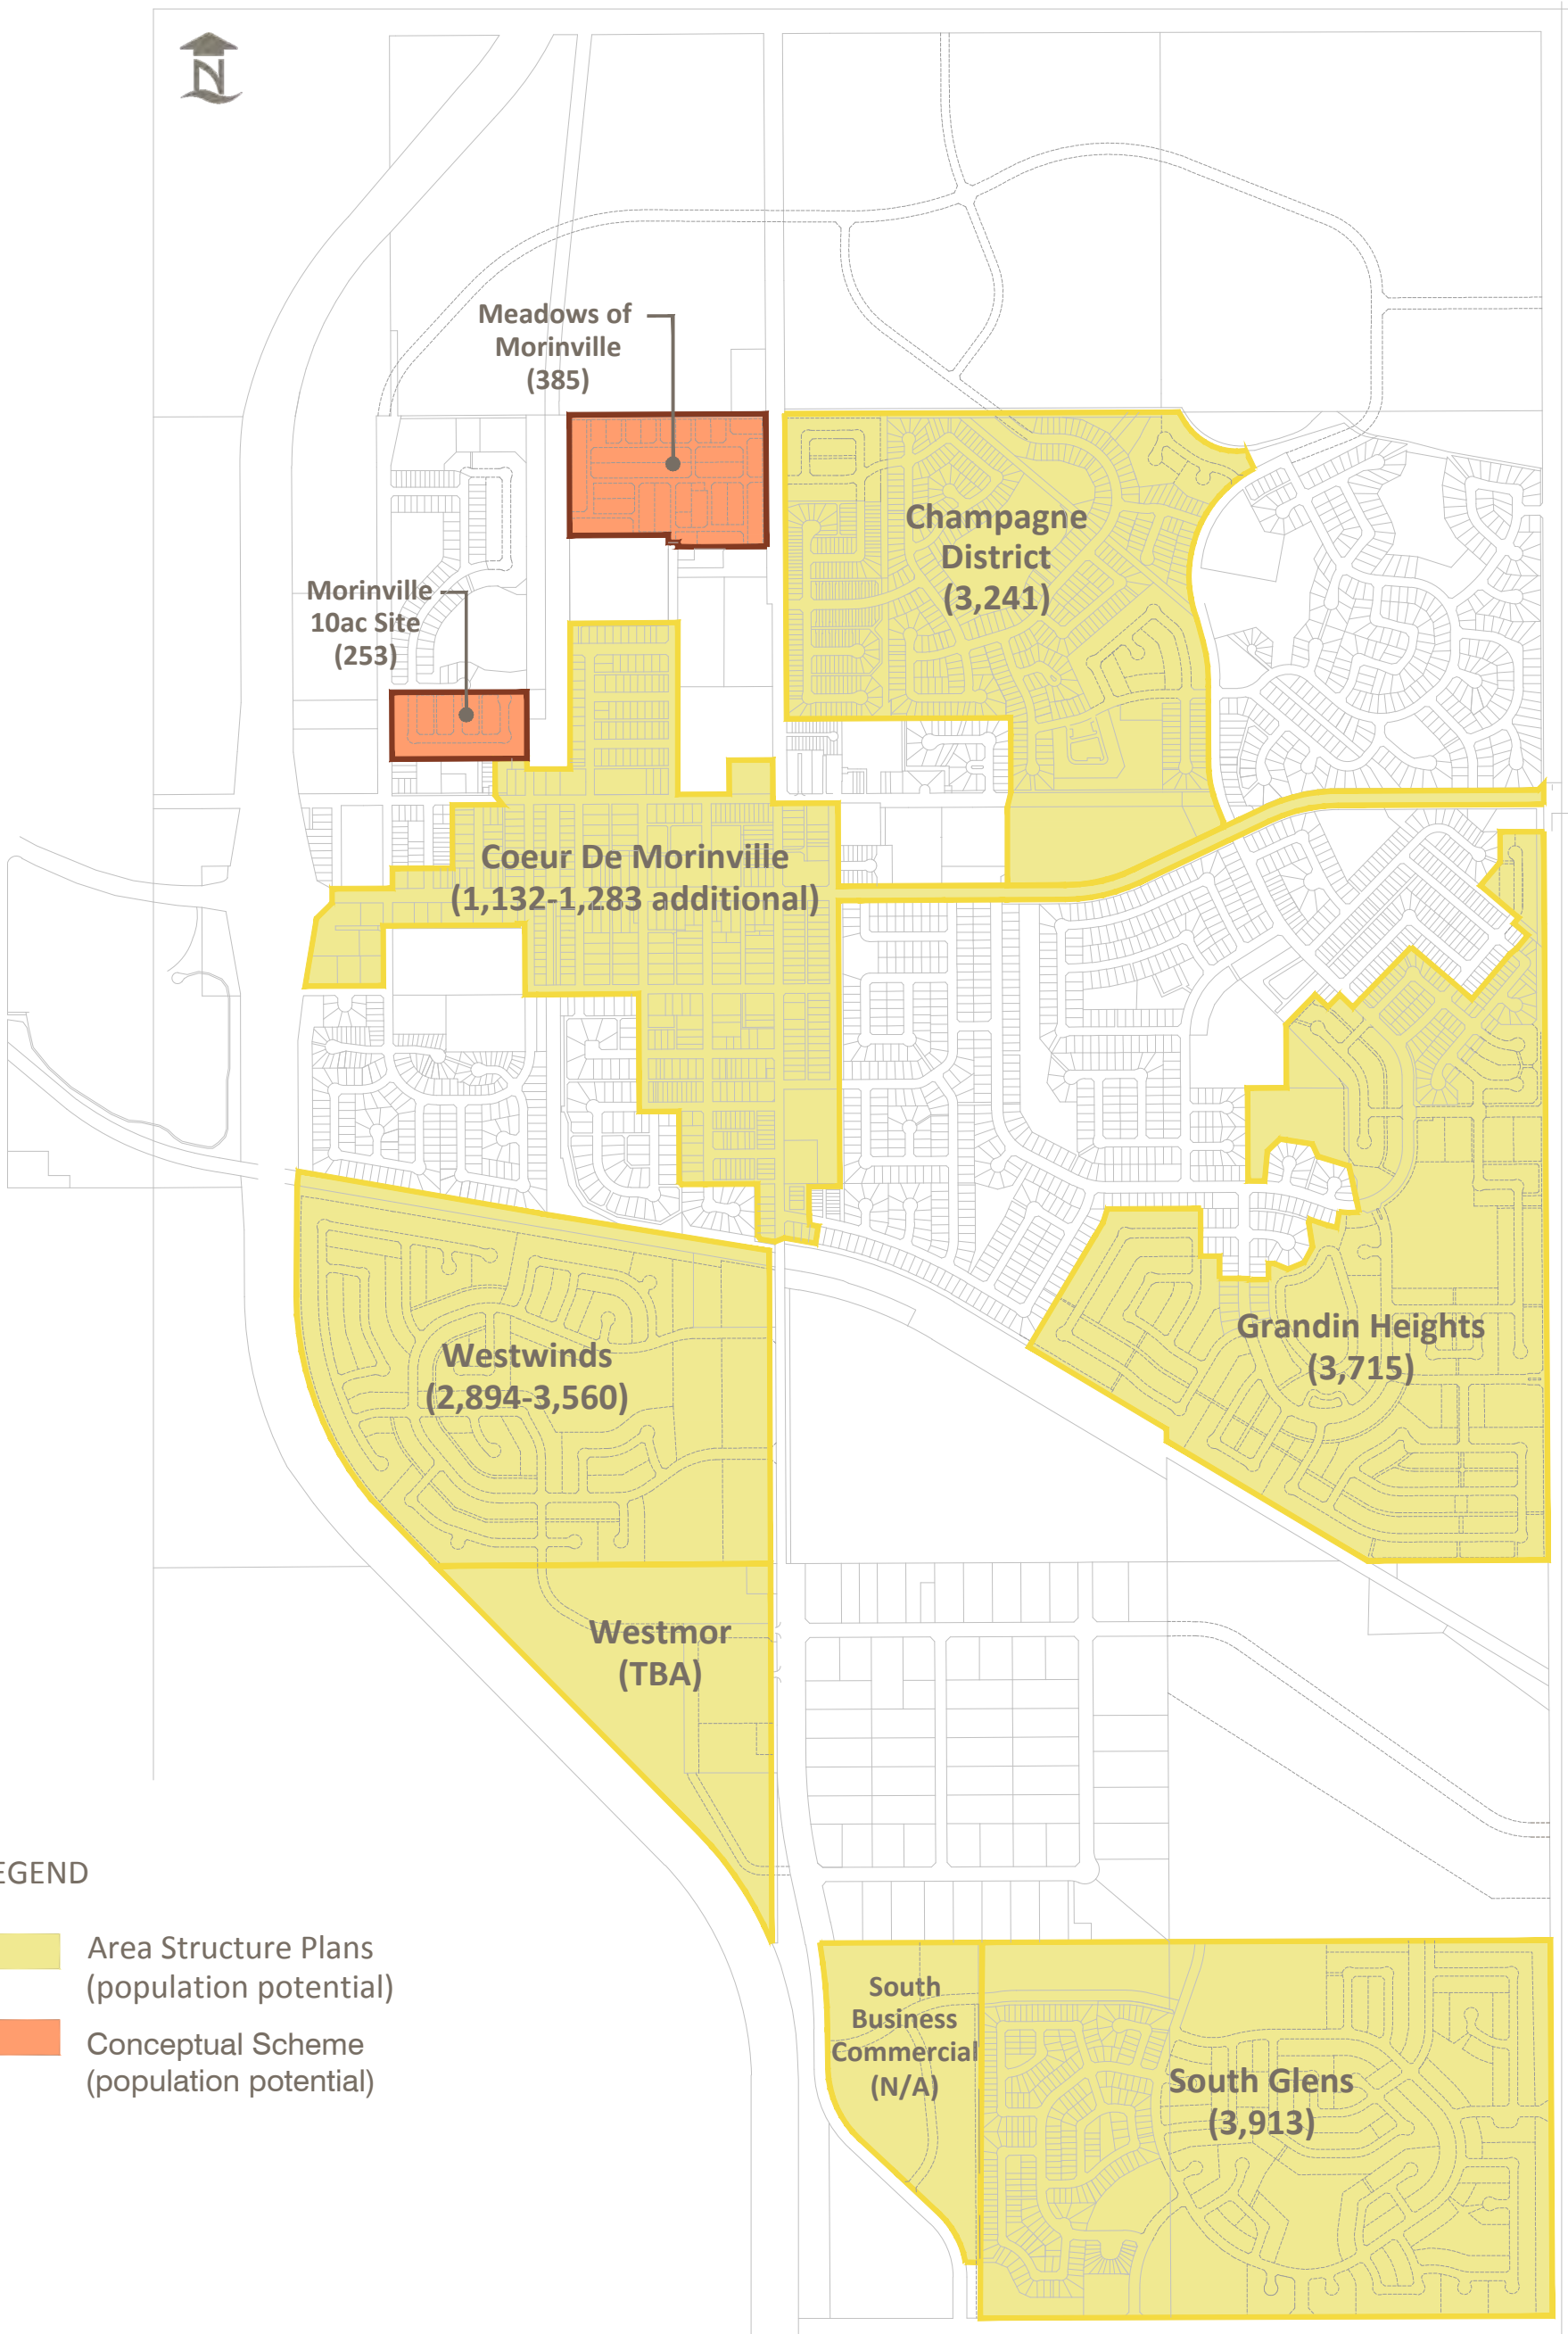 N
Meadows of
Morinville
(385)
Champagne
District
(3,241)
Morinville
10ac Site
(253)
Coeur De Morinville
(1,132-1,283 additional)
Grandin Heights
(3,715)
Westwinds
(2,894-3,560)
Westmor
(TBA)
EGEND
Area Structure Plans
(population potential)
Conceptual Scheme
(population potential)
South
Business
Commercial
(N/A)
South Glens
(3,913)